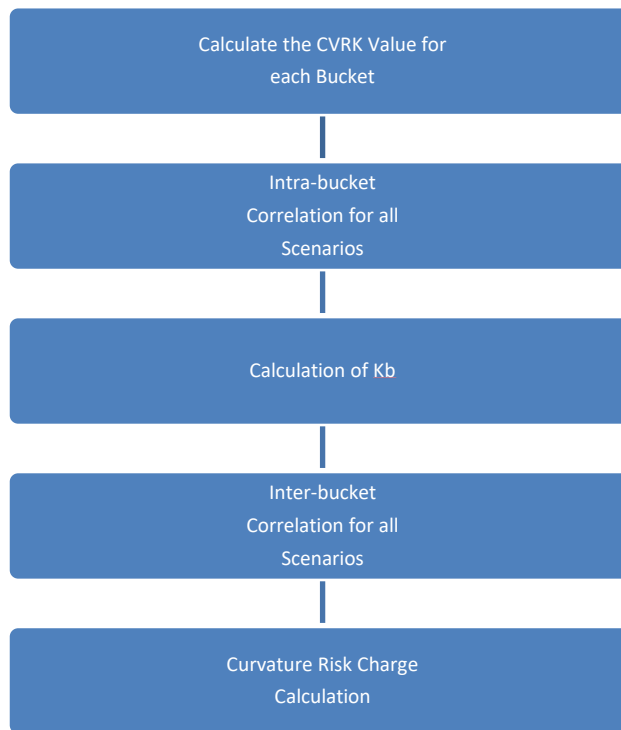 Calculate the CVRK Value for
each Bucket
Intra-bucket
Correlation for all
Scenarios
Calculation of Kb
Inter-bucket
Correlation for all
Scenarios
Curvature Risk Charge
Calculation